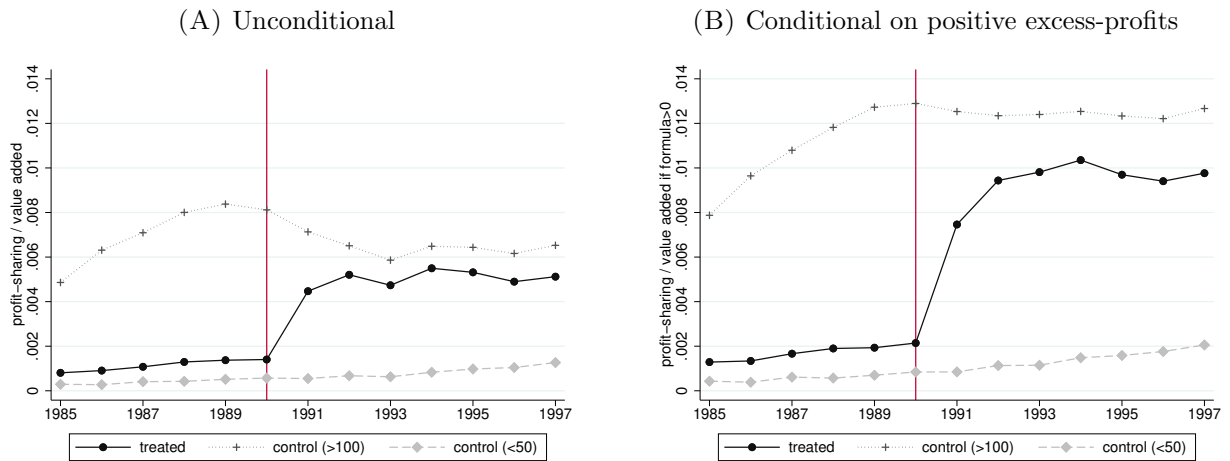 (A) Unconditional
profit−sharing / value added
.014
.012
.01
.008
.006
.004
.002
0
1985 1987 1989 1991 1993 1995 1997
treated control (>100) control (<50)
(B) Conditional on positive excess-profits
profit−sharing / value added if formula>0
.014
.012
.01
.008
.006
.004
.002
0
1985 1987 1989 1991 1993 1995 1997
treated control (>100) control (<50)